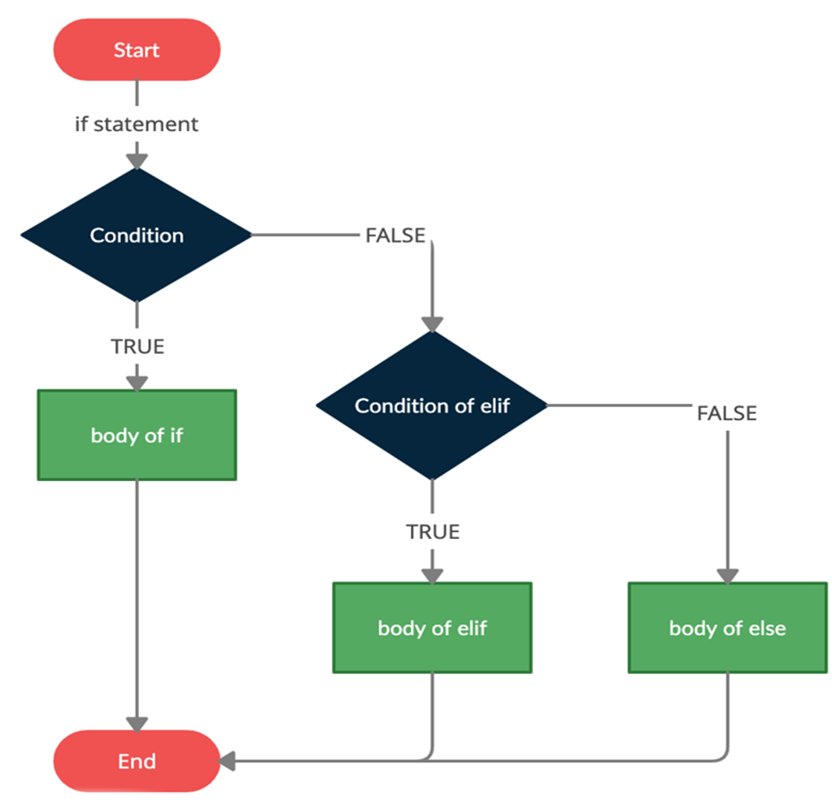 Start
if statement
Condition
FALSE
TRUE
body of if
Condition of elif
FALSE
TRUE
body of elif
body of else
End